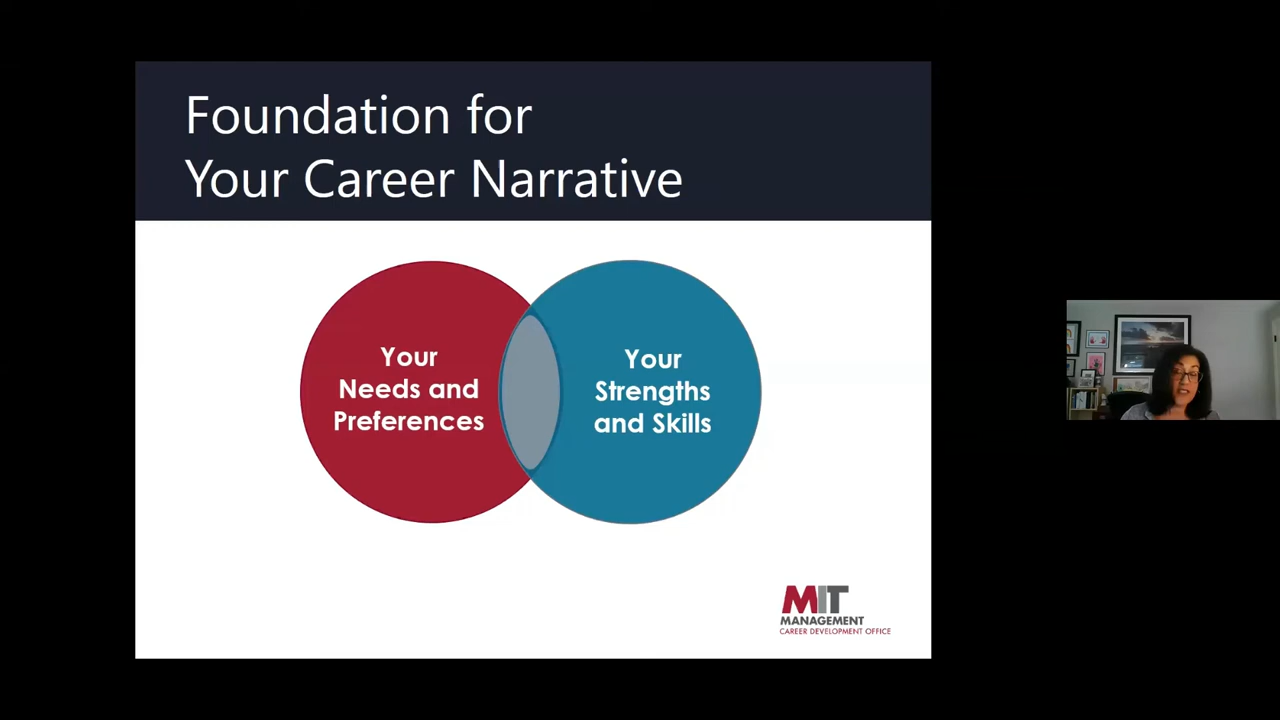 Foundation for
Your Career Narrative
Your
Needs and
Preferences
Your
Strengths
and Skills
MIT
MANAGEMENT
CAREER DEVELOPMENT OFFICE